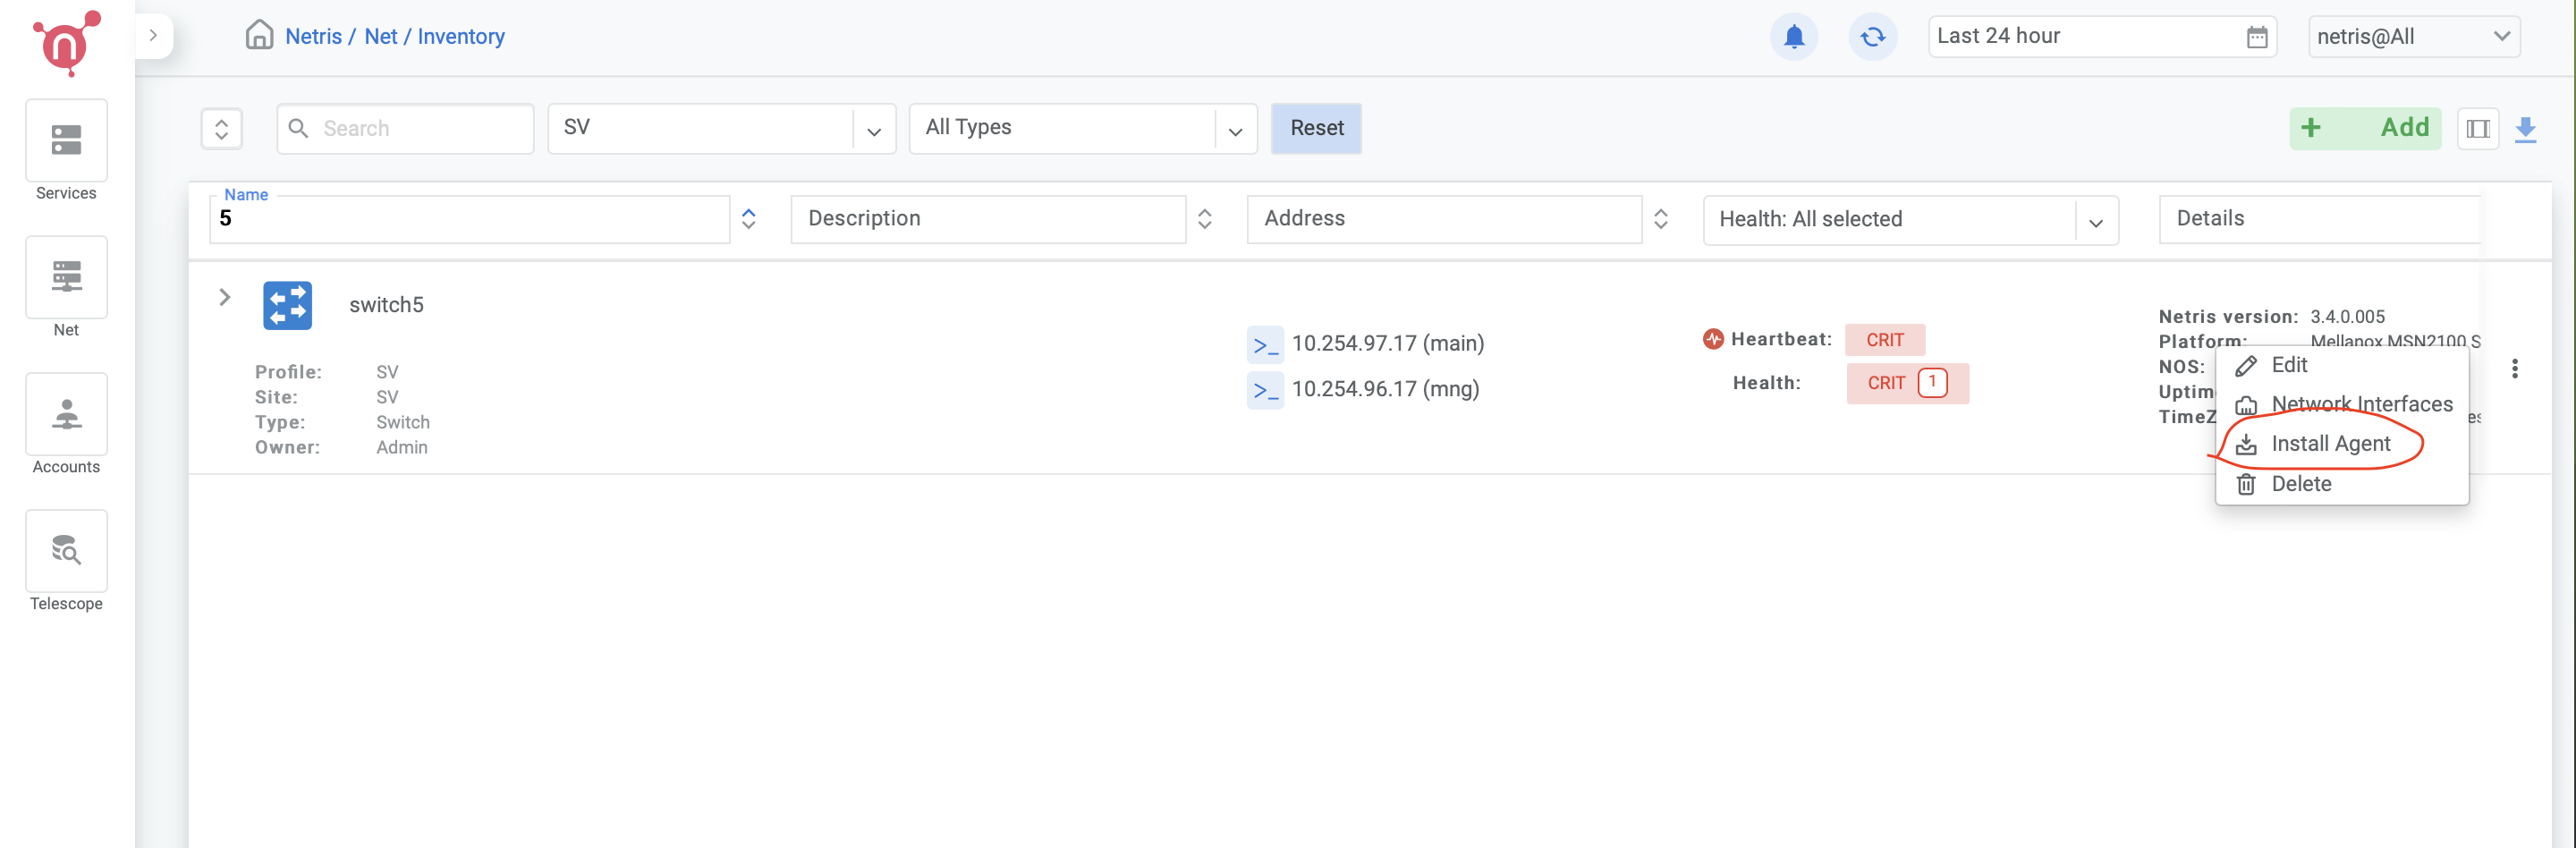 Netris / Net / Inventory
Last 24 hour
netris@All
Services
Net
Accounts
Telescope
Search
SV
All Types
Reset
+ Add
Name
5
Description
Address
Health: All selected
Details
switch5
Profile: SV
Site: SV
Type: Switch
Owner: Admin
>_ 10.254.97.17 (main)
>_ 10.254.96.17 (mng)
Heartbeat: CRIT
Health: CRIT 1
Netris version: 3.4.0.005
Platform: Mellanox MSN2100 S
NOS:
Uptim
TimeZ
es
Edit
Network Interfaces
Install Agent
Delete